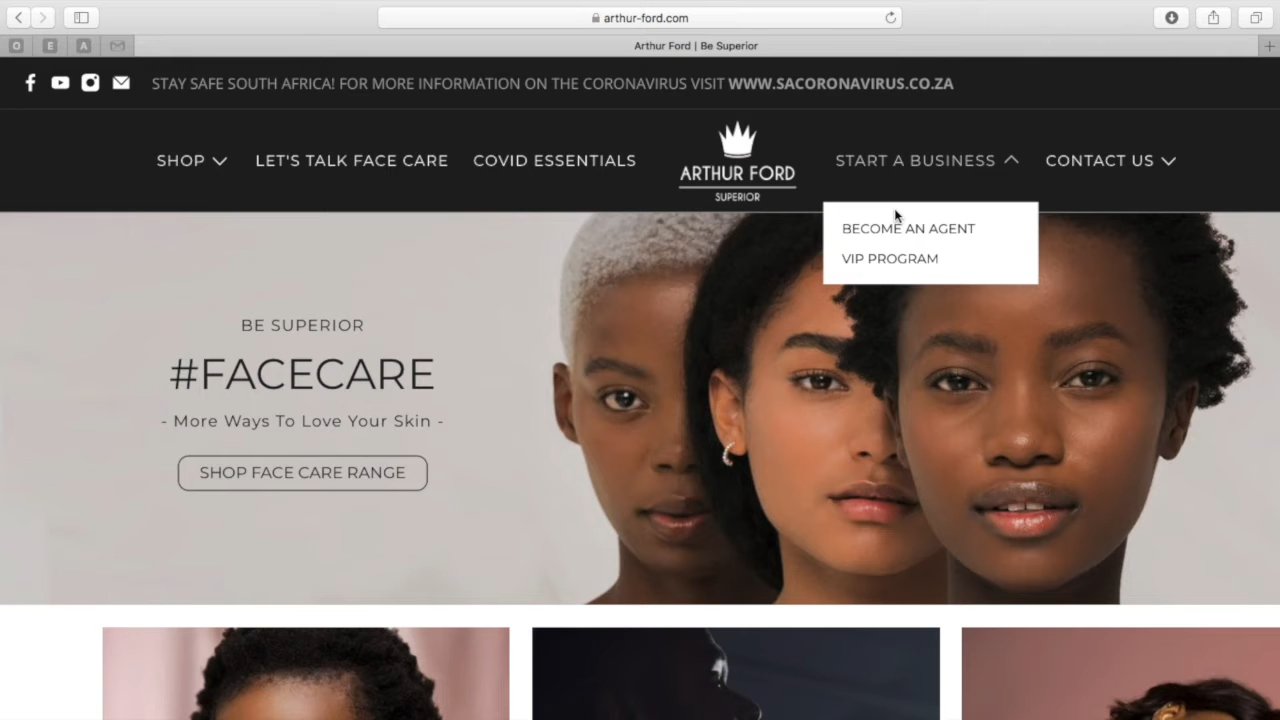 arthur-ford.com
O E A
Arthur Ford | Be Superior
STAY SAFE SOUTH AFRICA! FOR MORE INFORMATION ON THE CORONAVIRUS VISIT WWW.SACORONAVIRUS.CO.ZA
SHOP LET'S TALK FACE CARE COVID ESSENTIALS
ARTHUR FORD
SUPERIOR
START A BUSINESS CONTACT US
BECOME AN AGENT
VIP PROGRAM
BE SUPERIOR
#FACECARE
- More Ways To Love Your Skin -
SHOP FACE CARE RANGE